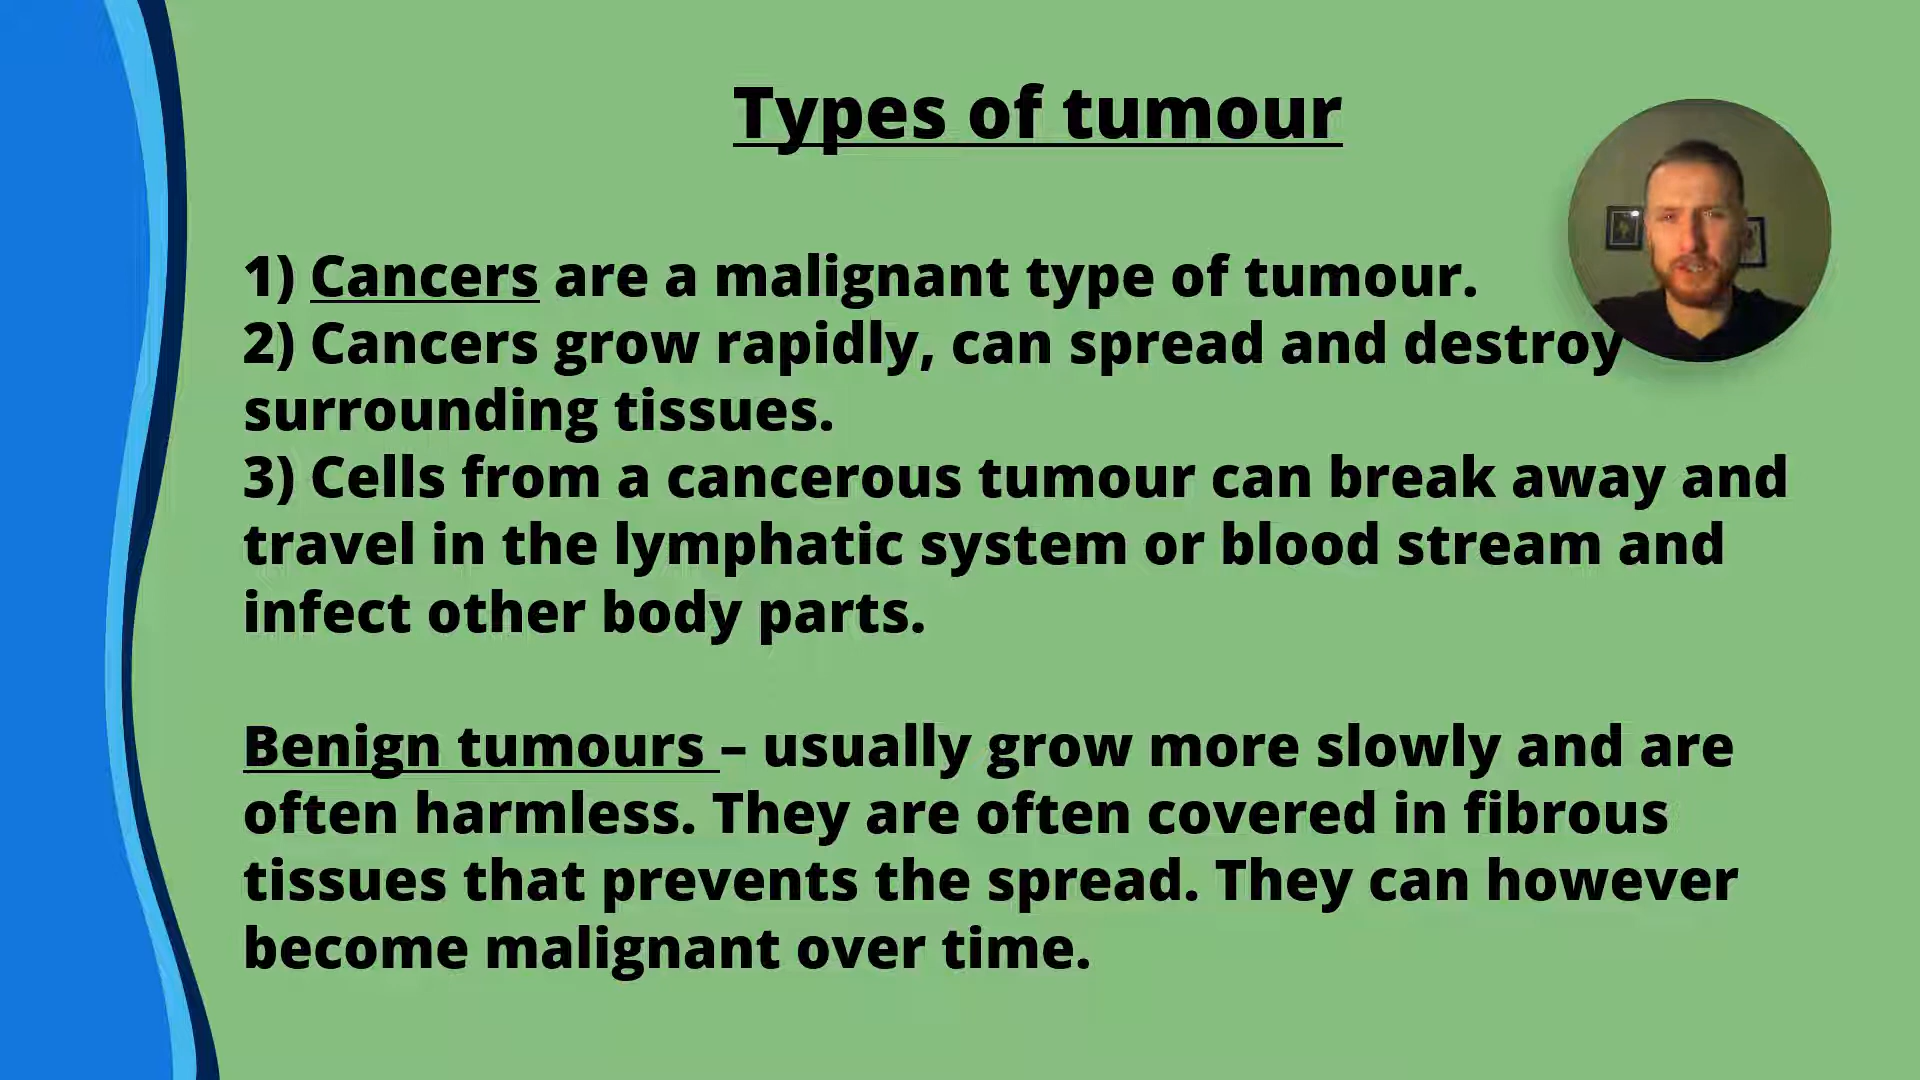 Types of tumour
1) Cancers are a malignant type of tumour.
2) Cancers grow rapidly, can spread and destroy
surrounding tissues.
3) Cells from a cancerous tumour can break away and
travel in the lymphatic system or blood stream and
infect other body parts.
Benign tumours – usually grow more slowly and are
often harmless. They are often covered in fibrous
tissues that prevents the spread. They can however
become malignant over time.